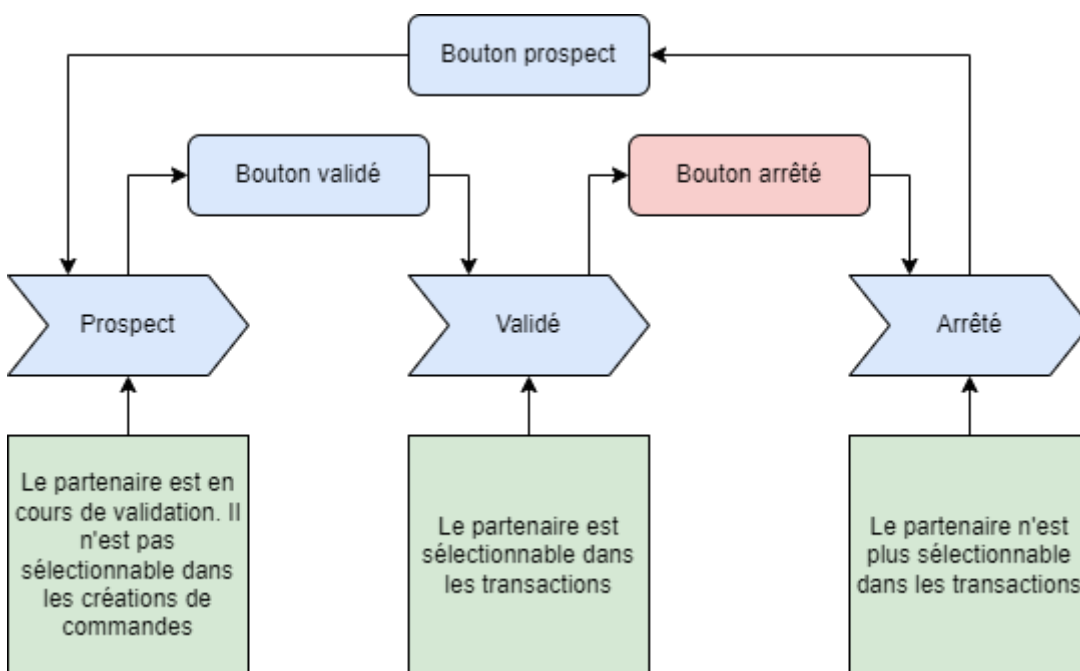 Bouton prospect
Bouton validé
Bouton arrêté
Prospect
Validé
Arrêté
Le partenaire est en
cours de validation. Il
n'est pas
sélectionnable dans
les créations de
commandes
Le partenaire est
sélectionnable dans
les transactions
Le partenaire n'est
plus sélectionnable
dans les transactions